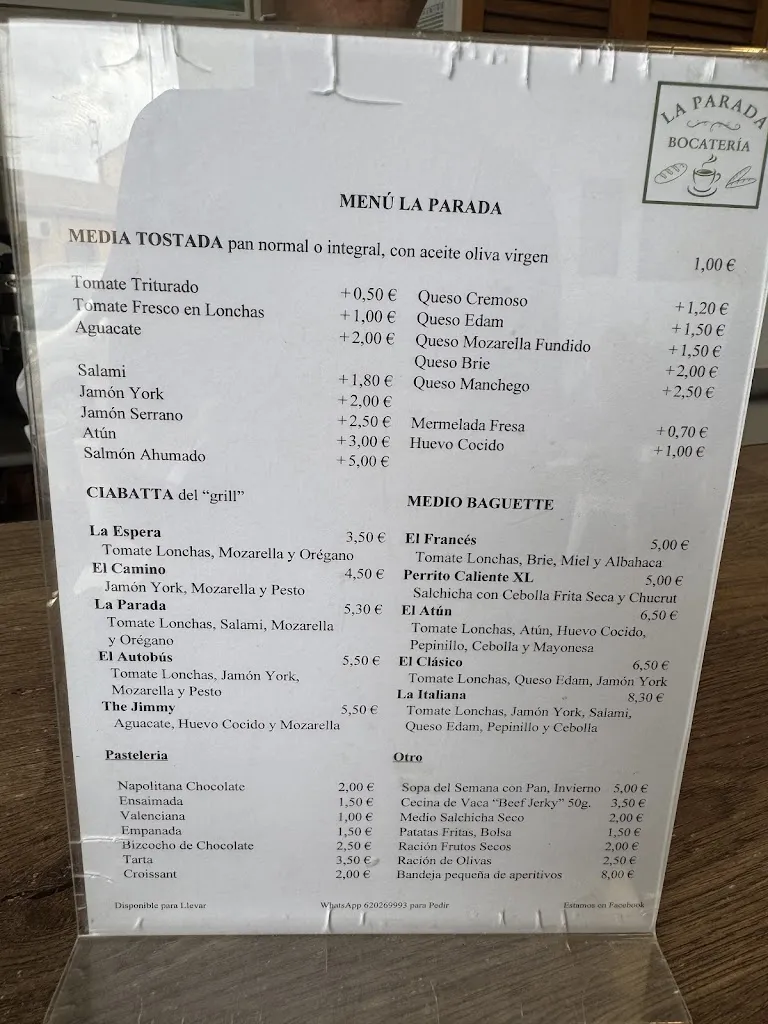 LA PARADA
BOCATERÍA
MENÚ LA PARADA
MEDIA TOSTADA pan normal o integral, con aceite oliva virgen 1,00 €
Tomate Triturado +0,50 €
Tomate Fresco en Lonchas +1,00 €
Aguacate +2,00 €
Salami +1,80 €
Jamón York +2,00 €
Jamón Serrano +2,50 €
Atún +3,00 €
Salmón Ahumado +5,00 €
Queso Cremoso +1,20 €
Queso Edam +1,50 €
Queso Mozarella Fundido +1,50 €
Queso Brie +2,00 €
Queso Manchego +2,50 €
Mermelada Fresa +0,70 €
Huevo Cocido +1,00 €
CIABATTA del “grill”
La Espera 3,50 €
Tomate Lonchas, Mozarella y Orégano
El Camino 4,50 €
Jamón York, Mozarella y Pesto
La Parada 5,30 €
Tomate Lonchas, Salami, Mozarella
y Orégano
El Autobús 5,50 €
Tomate Lonchas, Jamón York,
Mozarella y Pesto
The Jimmy 5,50 €
Aguacate, Huevo Cocido y Mozarella
MEDIO BAGUETTE
El Francés 5,00 €
Tomate Lonchas, Brie, Miel y Albahaca
Perrito Caliente XL 5,00 €
Salchicha con Cebolla Frita Seca y Chucrut
El Atún 6,50 €
Tomate Lonchas, Atún, Huevo Cocido,
Pepinillo, Cebolla y Mayonesa
El Clásico 6,50 €
Tomate Lonchas, Queso Edam, Jamón York
La Italiana 8,30 €
Tomate Lonchas, Jamón York, Salami,
Queso Edam, Pepinillo y Cebolla
Pasteleria
Napolitana Chocolate 2,00 €
Ensaimada 1,50 €
Valenciana 1,00 €
Empanada 1,50 €
Bizcocho de Chocolate 2,50 €
Tarta 3,50 €
Croissant 2,00 €
Otro
Sopa del Semana con Pan, Invierno 5,00 €
Cecina de Vaca “Beef Jerky” 50g. 3,50 €
Medio Salchicha Seco 2,00 €
Patatas Fritas, Bolsa 1,50 €
Ración Frutos Secos 2,00 €
Ración de Olivas 2,50 €
Bandeja pequeña de aperitivos 8,00 €
Disponible para Llevar WhatsApp 620269993 para Pedir Estamos en Facebook